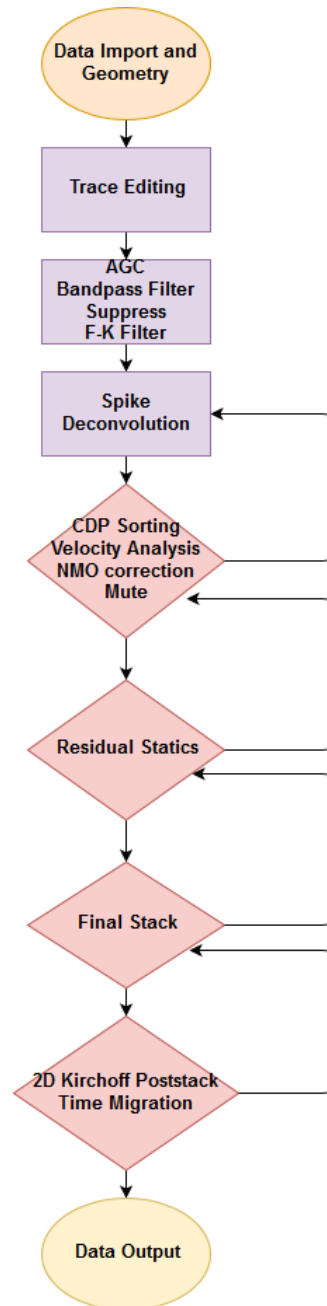 Data Import and
Geometry
Trace Editing
AGC
Bandpass Filter
Suppress
F-K Filter
Spike
Deconvolution
CDP Sorting
Velocity Analysis
NMO correction
Mute
Residual Statics
Final Stack
2D Kirchoff Poststack
Time Migration
Data Output